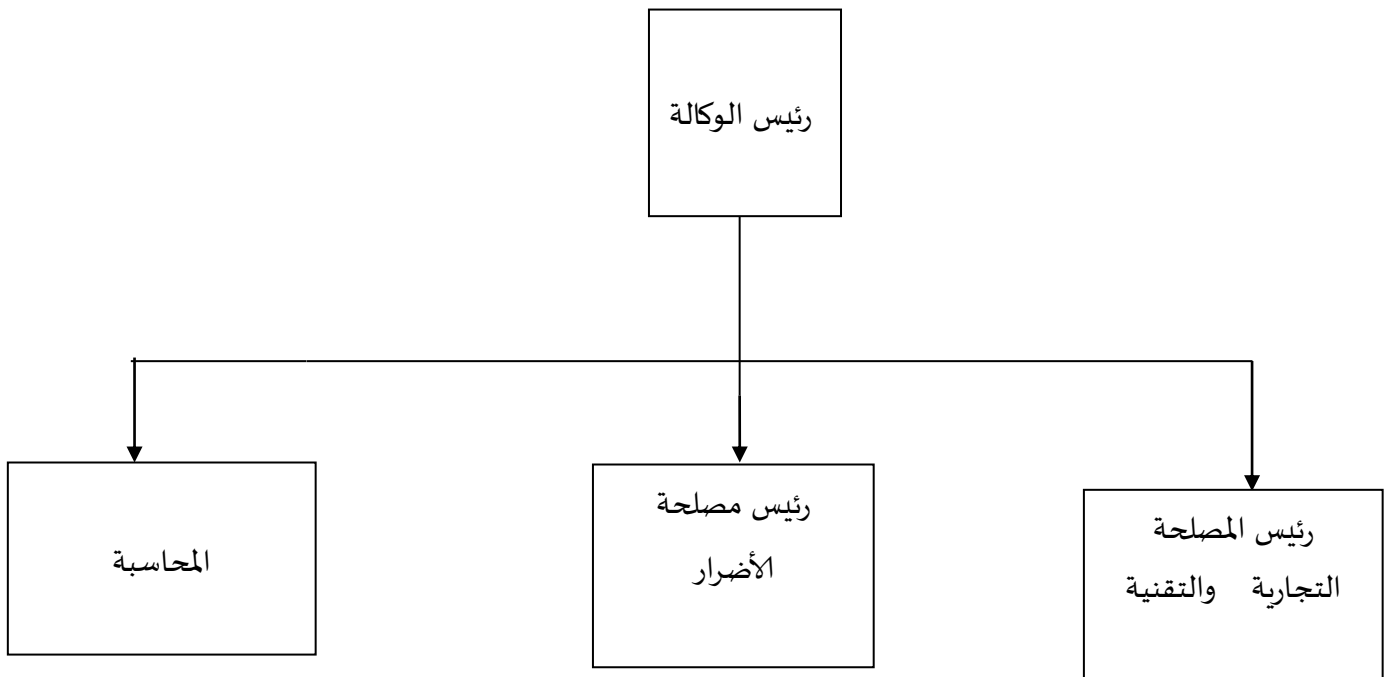 رئيس الوكالة
رئيس المصلحة
التجارية والتقنية
رئيس مصلحة
الأضرار
المحاسبة